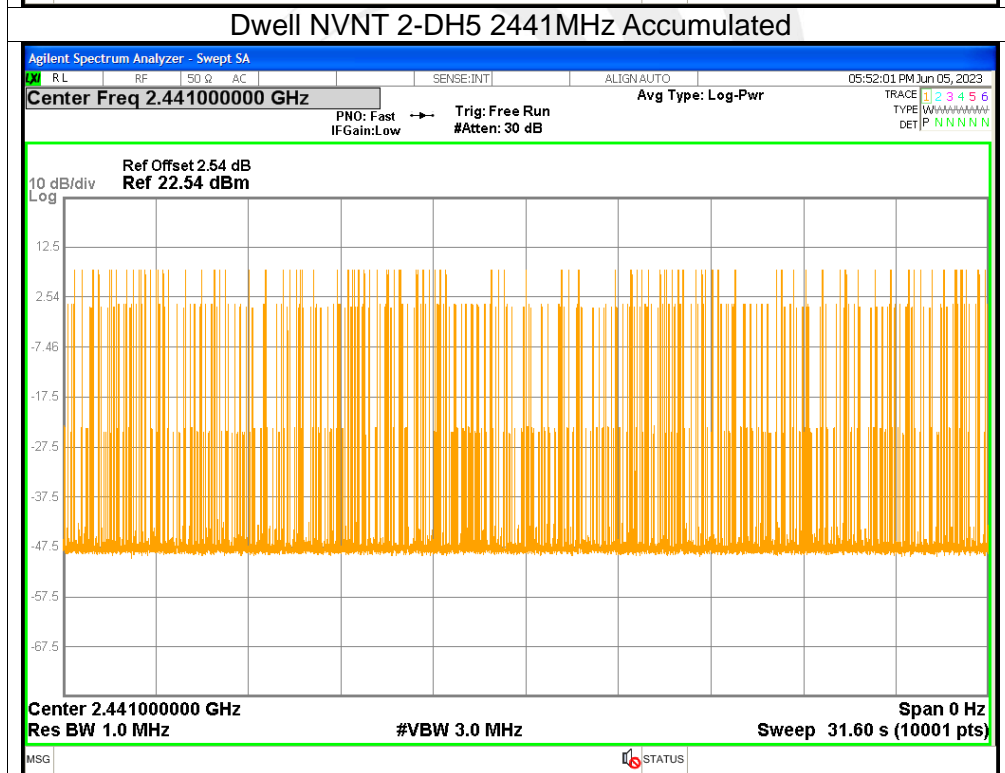 Dwell NVNT 2-DH5 2441MHz Accumulated
Agilent Spectrum Analyzer - Swept SA
LXI RL RF 50 Ω AC SENSE:INT ALIGN AUTO 05:52:01 PM Jun 05, 2023
Center Freq 2.441000000 GHz Avg Type: Log-Pwr TRACE 1 2 3 4 5 6
PNO: Fast Trig: Free Run TYPE WWWWWW
IFGain:Low #Atten: 30 dB DET P N N N N N
Ref Offset 2.54 dB
10 dB/div Ref 22.54 dBm
Log
12.5
2.54
-7.46
-17.5
-27.5
-37.5
-47.5
-57.5
-67.5
Center 2.441000000 GHz Span 0 Hz
Res BW 1.0 MHz #VBW 3.0 MHz Sweep 31.60 s (10001 pts)
MSG STATUS